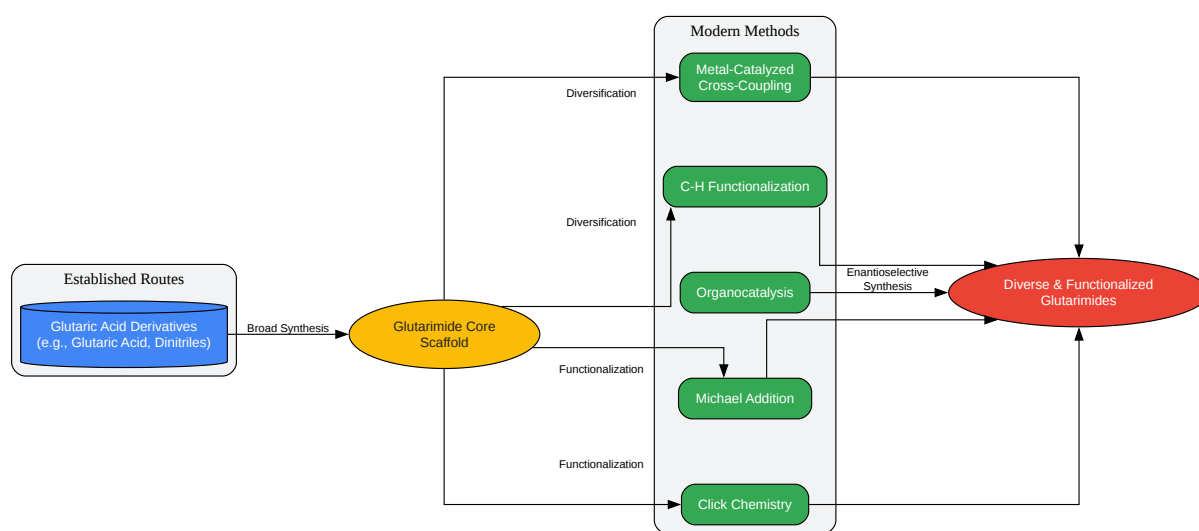 Modern Methods
Metal-Catalyzed
Cross-Coupling
Diversification
C-H Functionalization
Diversification
Established Routes
Glutaric Acid Derivatives
(e.g., Glutaric Acid, Dinitriles)
Broad Synthesis
Glutarimide Core
Scaffold
Organocatalysis
Enantioselective
Synthesis
Diverse & Functionalized
Glutarimides
Functionalization
Michael Addition
Functionalization
Click Chemistry